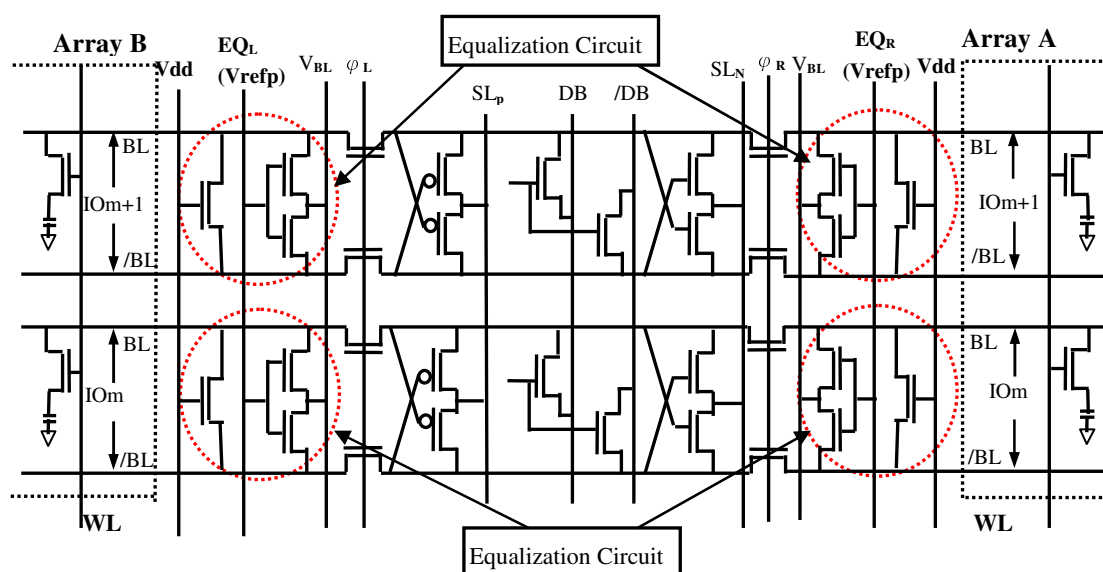 Equalization Circuit
Array B
EQL
(Vrefp)
Vdd
VBL
φ L
SLp
DB
/DB
SLN
φ R
VBL
EQR
(Vrefp)
Vdd
Array A
BL
IOm+1
/BL
BL
IOm+1
/BL
BL
IOm
/BL
BL
IOm
/BL
WL
WL
Equalization Circuit